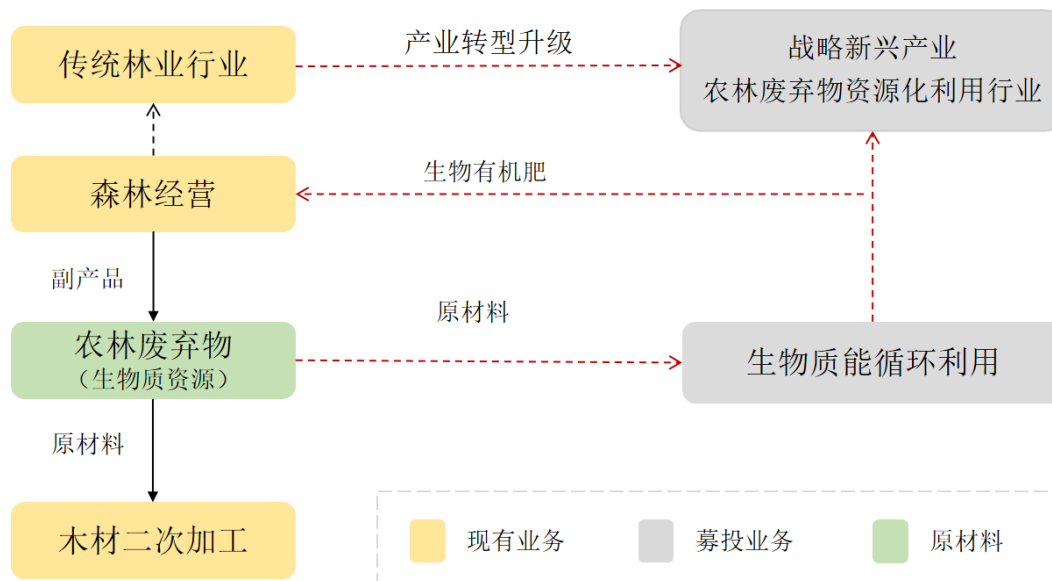 传统林业行业
产业转型升级
战略新兴产业
农林废弃物资源化利用行业
森林经营
生物有机肥
副产品
农林废弃物
（生物质资源）
原材料
生物质能循环利用
原材料
木材二次加工
现有业务
募投业务
原材料